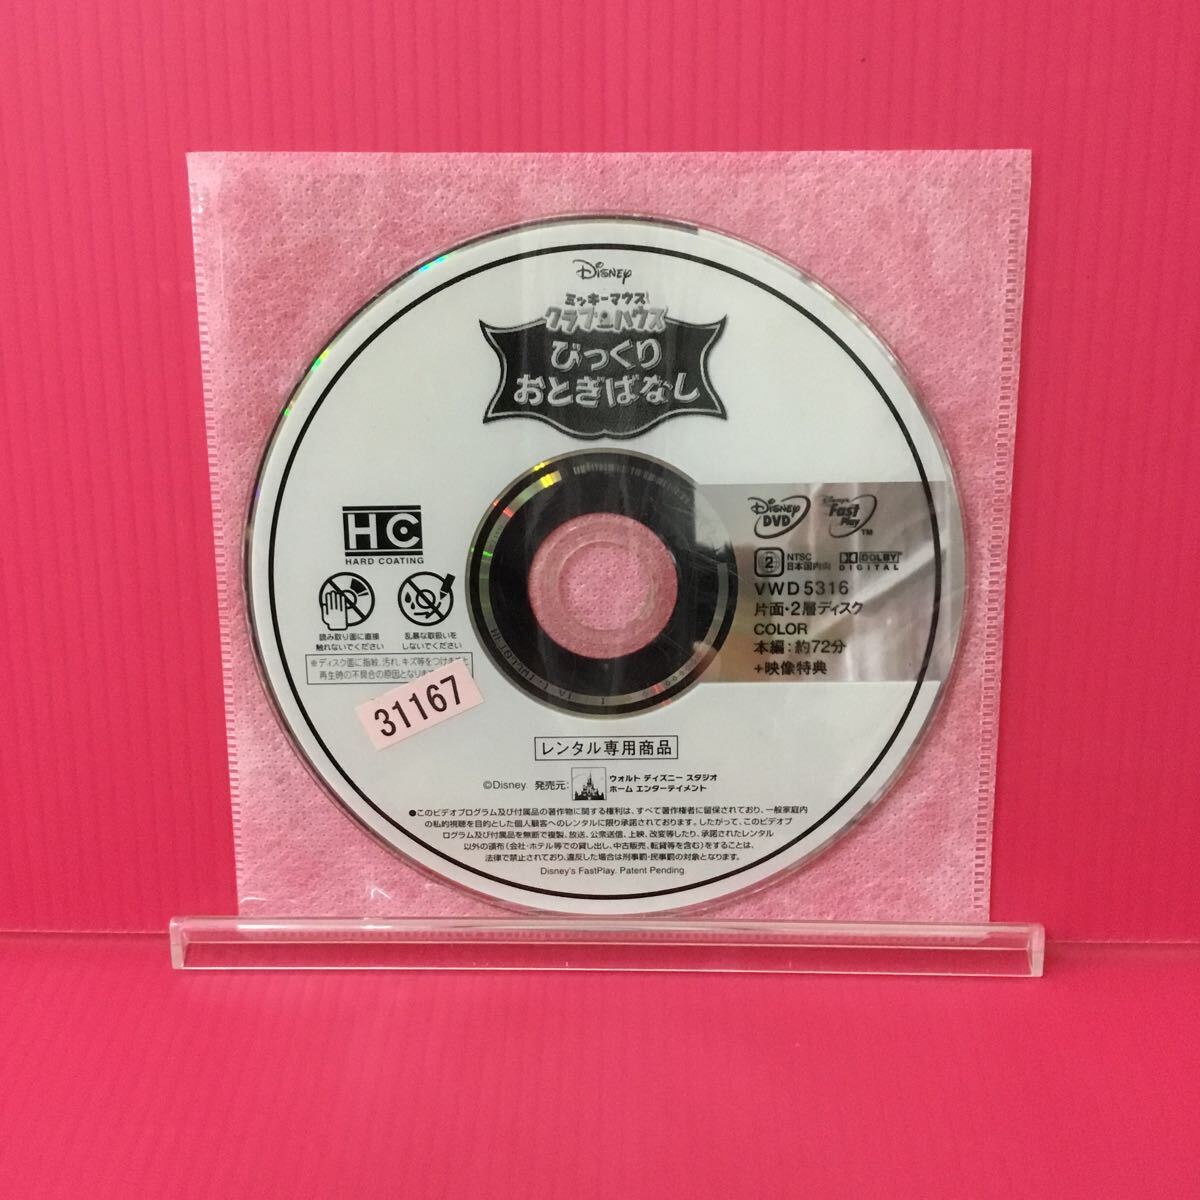 DISNEY
ミッキーマウス
クラブハウス
びっくり
おとぎばなし
HC
HARD COATING
読み取り面に直接
触れないでください
乱暴な取扱いを
しないでください
※ディスク面に指紋、汚れ、キズ等をつけますと
再生時の不具合の原因となりま
31167
DISNEY
DVD
Disney's
Fast
Play
TM
2
NTSC
日本国内向
DOLBY
DIGITAL
VWD5316
片面・2層ディスク
COLOR
本編：約72分
+映像特典
レンタル専用商品
©Disney 発売元：
ウォルト ディズニー スタジオ
ホーム エンターテイメント
●このビデオプログラム及び付属品の著作物に関する権利は、すべて著作権者に留保されており、一般家庭内
の私的視聴を目的とした個人顧客へのレンタルに限り承諾されております。したがって、このビデオプ
ログラム及び付属品を無断で複製、放送、公衆送信、上映、改変等したり、承諾されたレンタル
以外の頒布（会社・ホテル等での貸し出し、中古販売、転貸等を含む）をすることは、
法律で禁止されており、違反した場合は刑事罰・民事罰の対象となります。
Disney's FastPlay. Patent Pending.